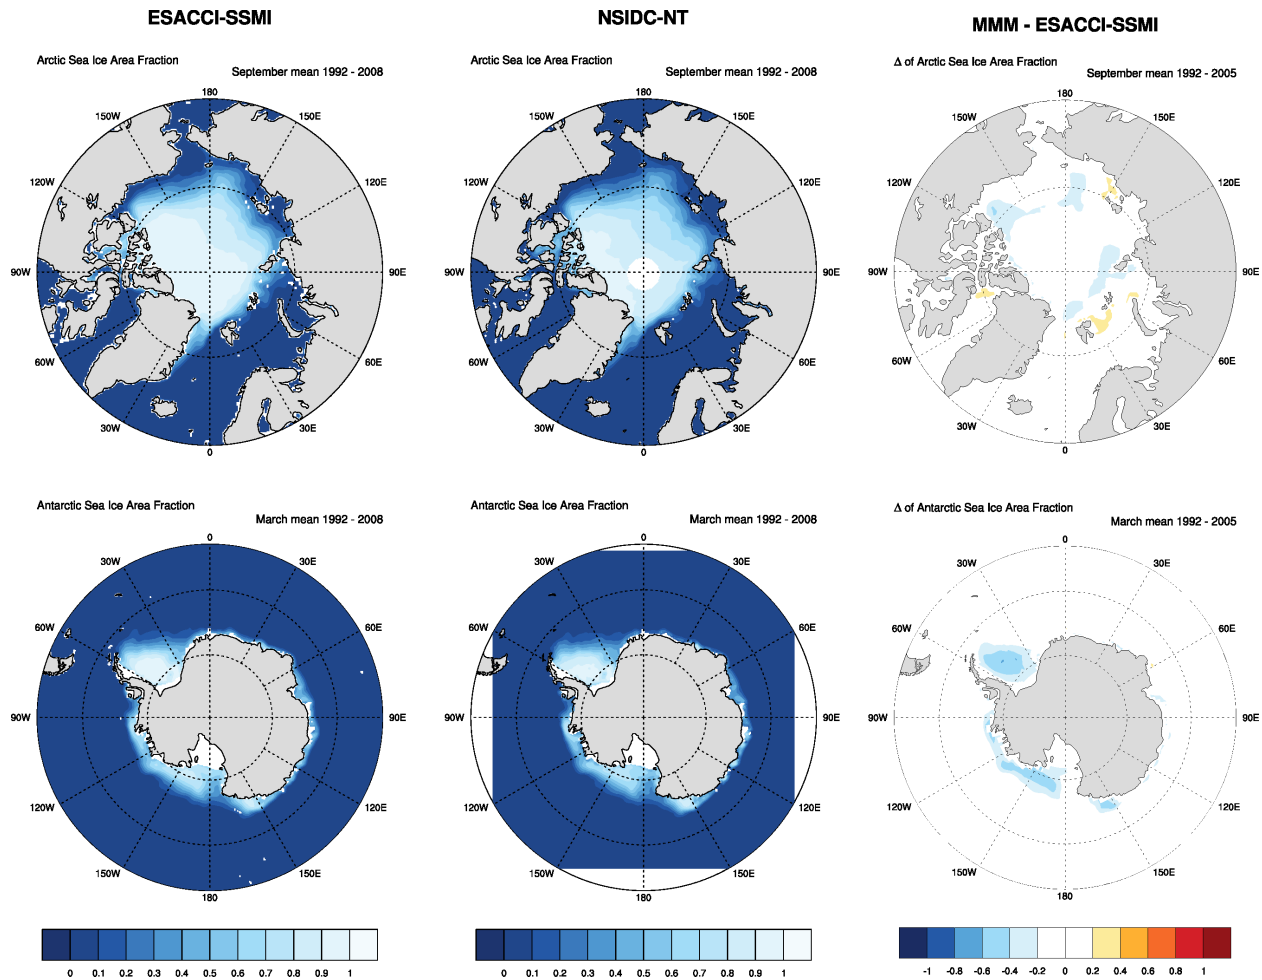 ESACCI-SSMI
NSIDC-NT
MMM - ESACCI-SSMI
Arctic Sea Ice Area Fraction
September mean 1992 - 2008
180
150W
150E
120W
120E
90W
90E
60W
60E
30W
30E
0
Arctic Sea Ice Area Fraction
September mean 1992 - 2008
180
150W
150E
120W
120E
90W
90E
60W
60E
30W
30E
0
Δ of Arctic Sea Ice Area Fraction
September mean 1992 - 2005
180
150W
150E
120W
120E
90W
90E
60W
60E
30W
30E
0
Antarctic Sea Ice Area Fraction
March mean 1992 - 2008
0
30W
30E
60W
60E
90W
90E
120W
120E
150W
150E
180
Antarctic Sea Ice Area Fraction
March mean 1992 - 2008
0
30W
30E
60W
60E
90W
90E
120W
120E
150W
150E
180
Δ of Antarctic Sea Ice Area Fraction
March mean 1992 - 2005
0
30W
30E
60W
60E
90W
90E
120W
120E
150W
150E
180
0 0.1 0.2 0.3 0.4 0.5 0.6 0.7 0.8 0.9 1
0 0.1 0.2 0.3 0.4 0.5 0.6 0.7 0.8 0.9 1
-1 -0.8 -0.6 -0.4 -0.2 0 0.2 0.4 0.6 0.8 1